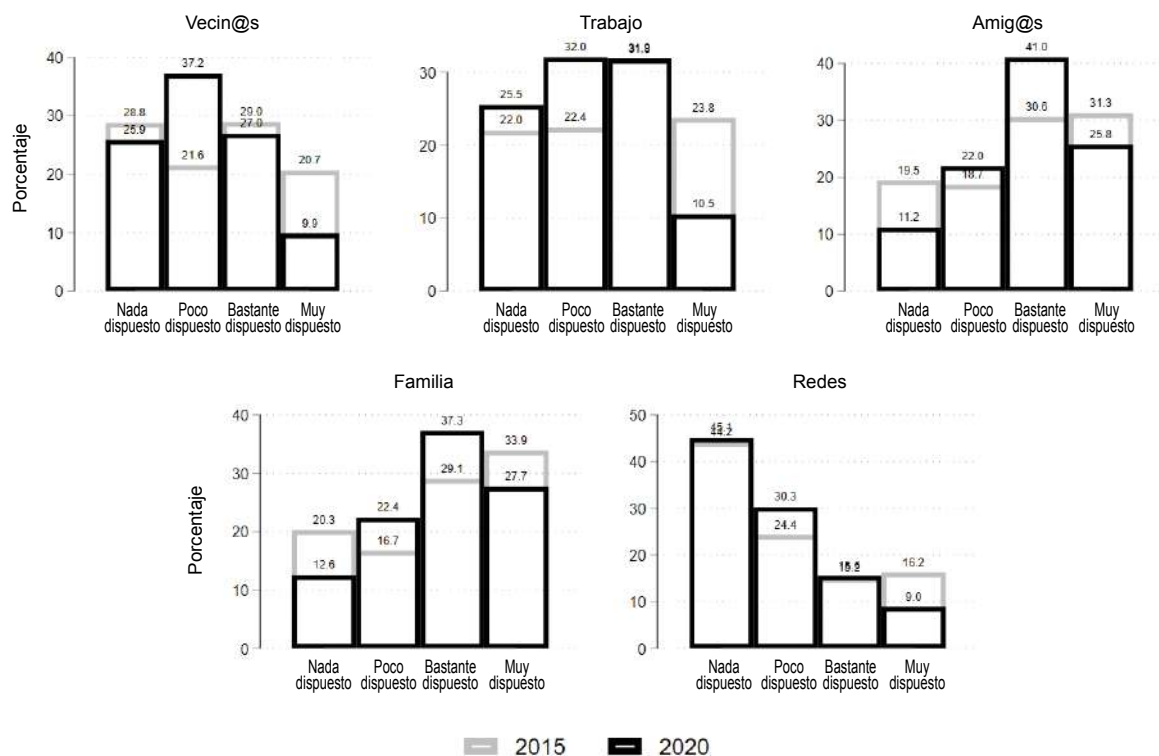 Vecin@s
Trabajo
Amig@s
Porcentaje
40
30
20
10
0
28.8
25.9
37.2
21.6
29.0
27.0
20.7
9.9
Nada dispuesto
Poco dispuesto
Bastante dispuesto
Muy dispuesto
30
20
10
0
25.5
22.0
32.0
22.4
23.8
10.5
Nada dispuesto
Poco dispuesto
Bastante dispuesto
Muy dispuesto
40
30
20
10
0
19.5
11.2
22.0
18.7
41.0
30.6
31.3
25.8
Nada dispuesto
Poco dispuesto
Bastante dispuesto
Muy dispuesto
Familia
Redes
Porcentaje
40
30
20
10
0
20.3
12.6
22.4
16.7
37.3
29.1
33.9
27.7
Nada dispuesto
Poco dispuesto
Bastante dispuesto
Muy dispuesto
50
40
30
20
10
0
45.1
44.2
30.3
24.4
16.2
9.0
Nada dispuesto
Poco dispuesto
Bastante dispuesto
Muy dispuesto
2015
2020